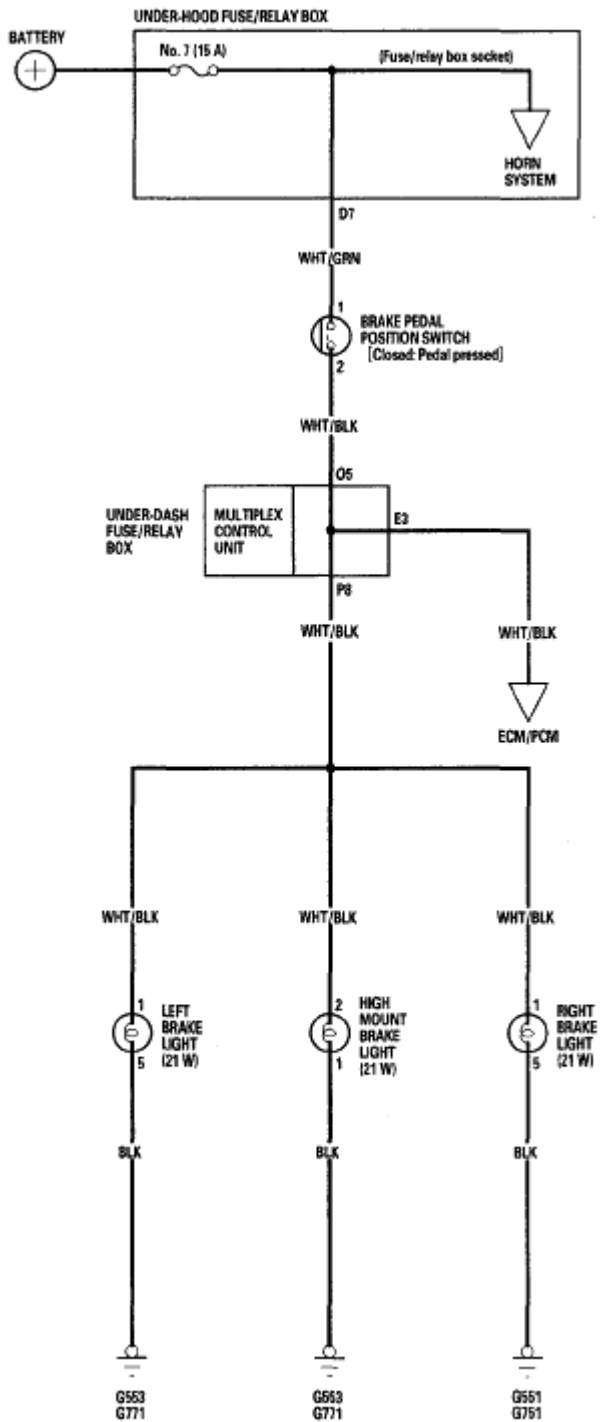 UNDER-HOOD FUSE/RELAY BOX
BATTERY
No. 7 (15 A)
(Fuse/relay box socket)
HORN
SYSTEM
D7
WHT/GRN
1
BRAKE PEDAL
POSITION SWITCH
[Closed: Pedal pressed]
2
WHT/BLK
O5
UNDER-DASH
FUSE/RELAY
BOX
MULTIPLEX
CONTROL
UNIT
E3
P8
WHT/BLK
WHT/BLK
ECM/PCM
WHT/BLK
WHT/BLK
WHT/BLK
1
LEFT
BRAKE
LIGHT
(21 W)
5
2
HIGH
MOUNT
BRAKE
LIGHT
(21 W)
1
1
RIGHT
BRAKE
LIGHT
(21 W)
5
BLK
BLK
BLK
G553
G771
G553
G771
G551
G751